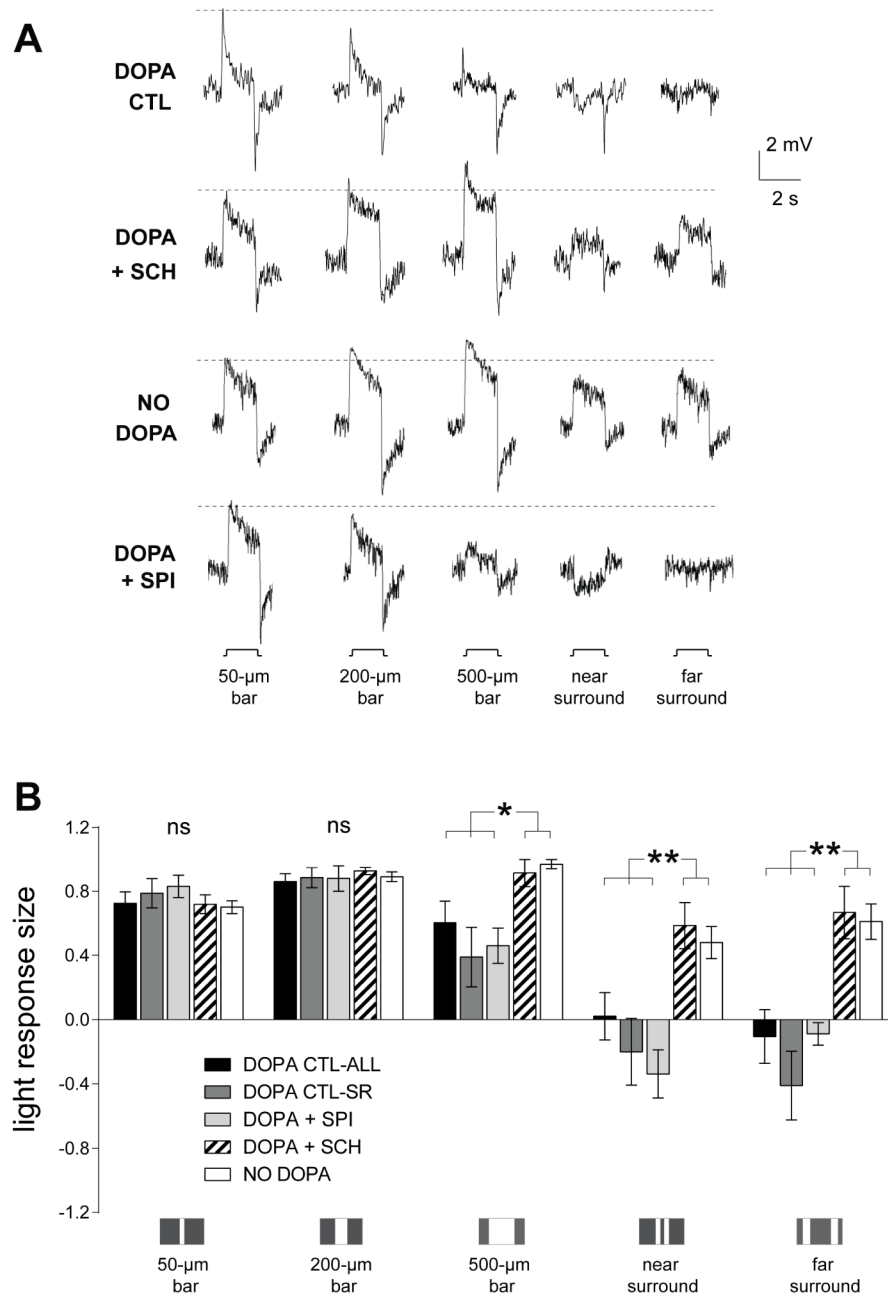 A
DOPA
CTL
2 mV
2 s
DOPA
+ SCH
NO
DOPA
DOPA
+ SPI
50-µm
bar
200-µm
bar
500-µm
bar
near
surround
far
surround
B
light response size
1.2
0.8
0.4
0.0
-0.4
-0.8
-1.2
ns
ns
*
**
**
DOPA CTL-ALL
DOPA CTL-SR
DOPA + SPI
DOPA + SCH
NO DOPA
50-µm
bar
200-µm
bar
500-µm
bar
near
surround
far
surround